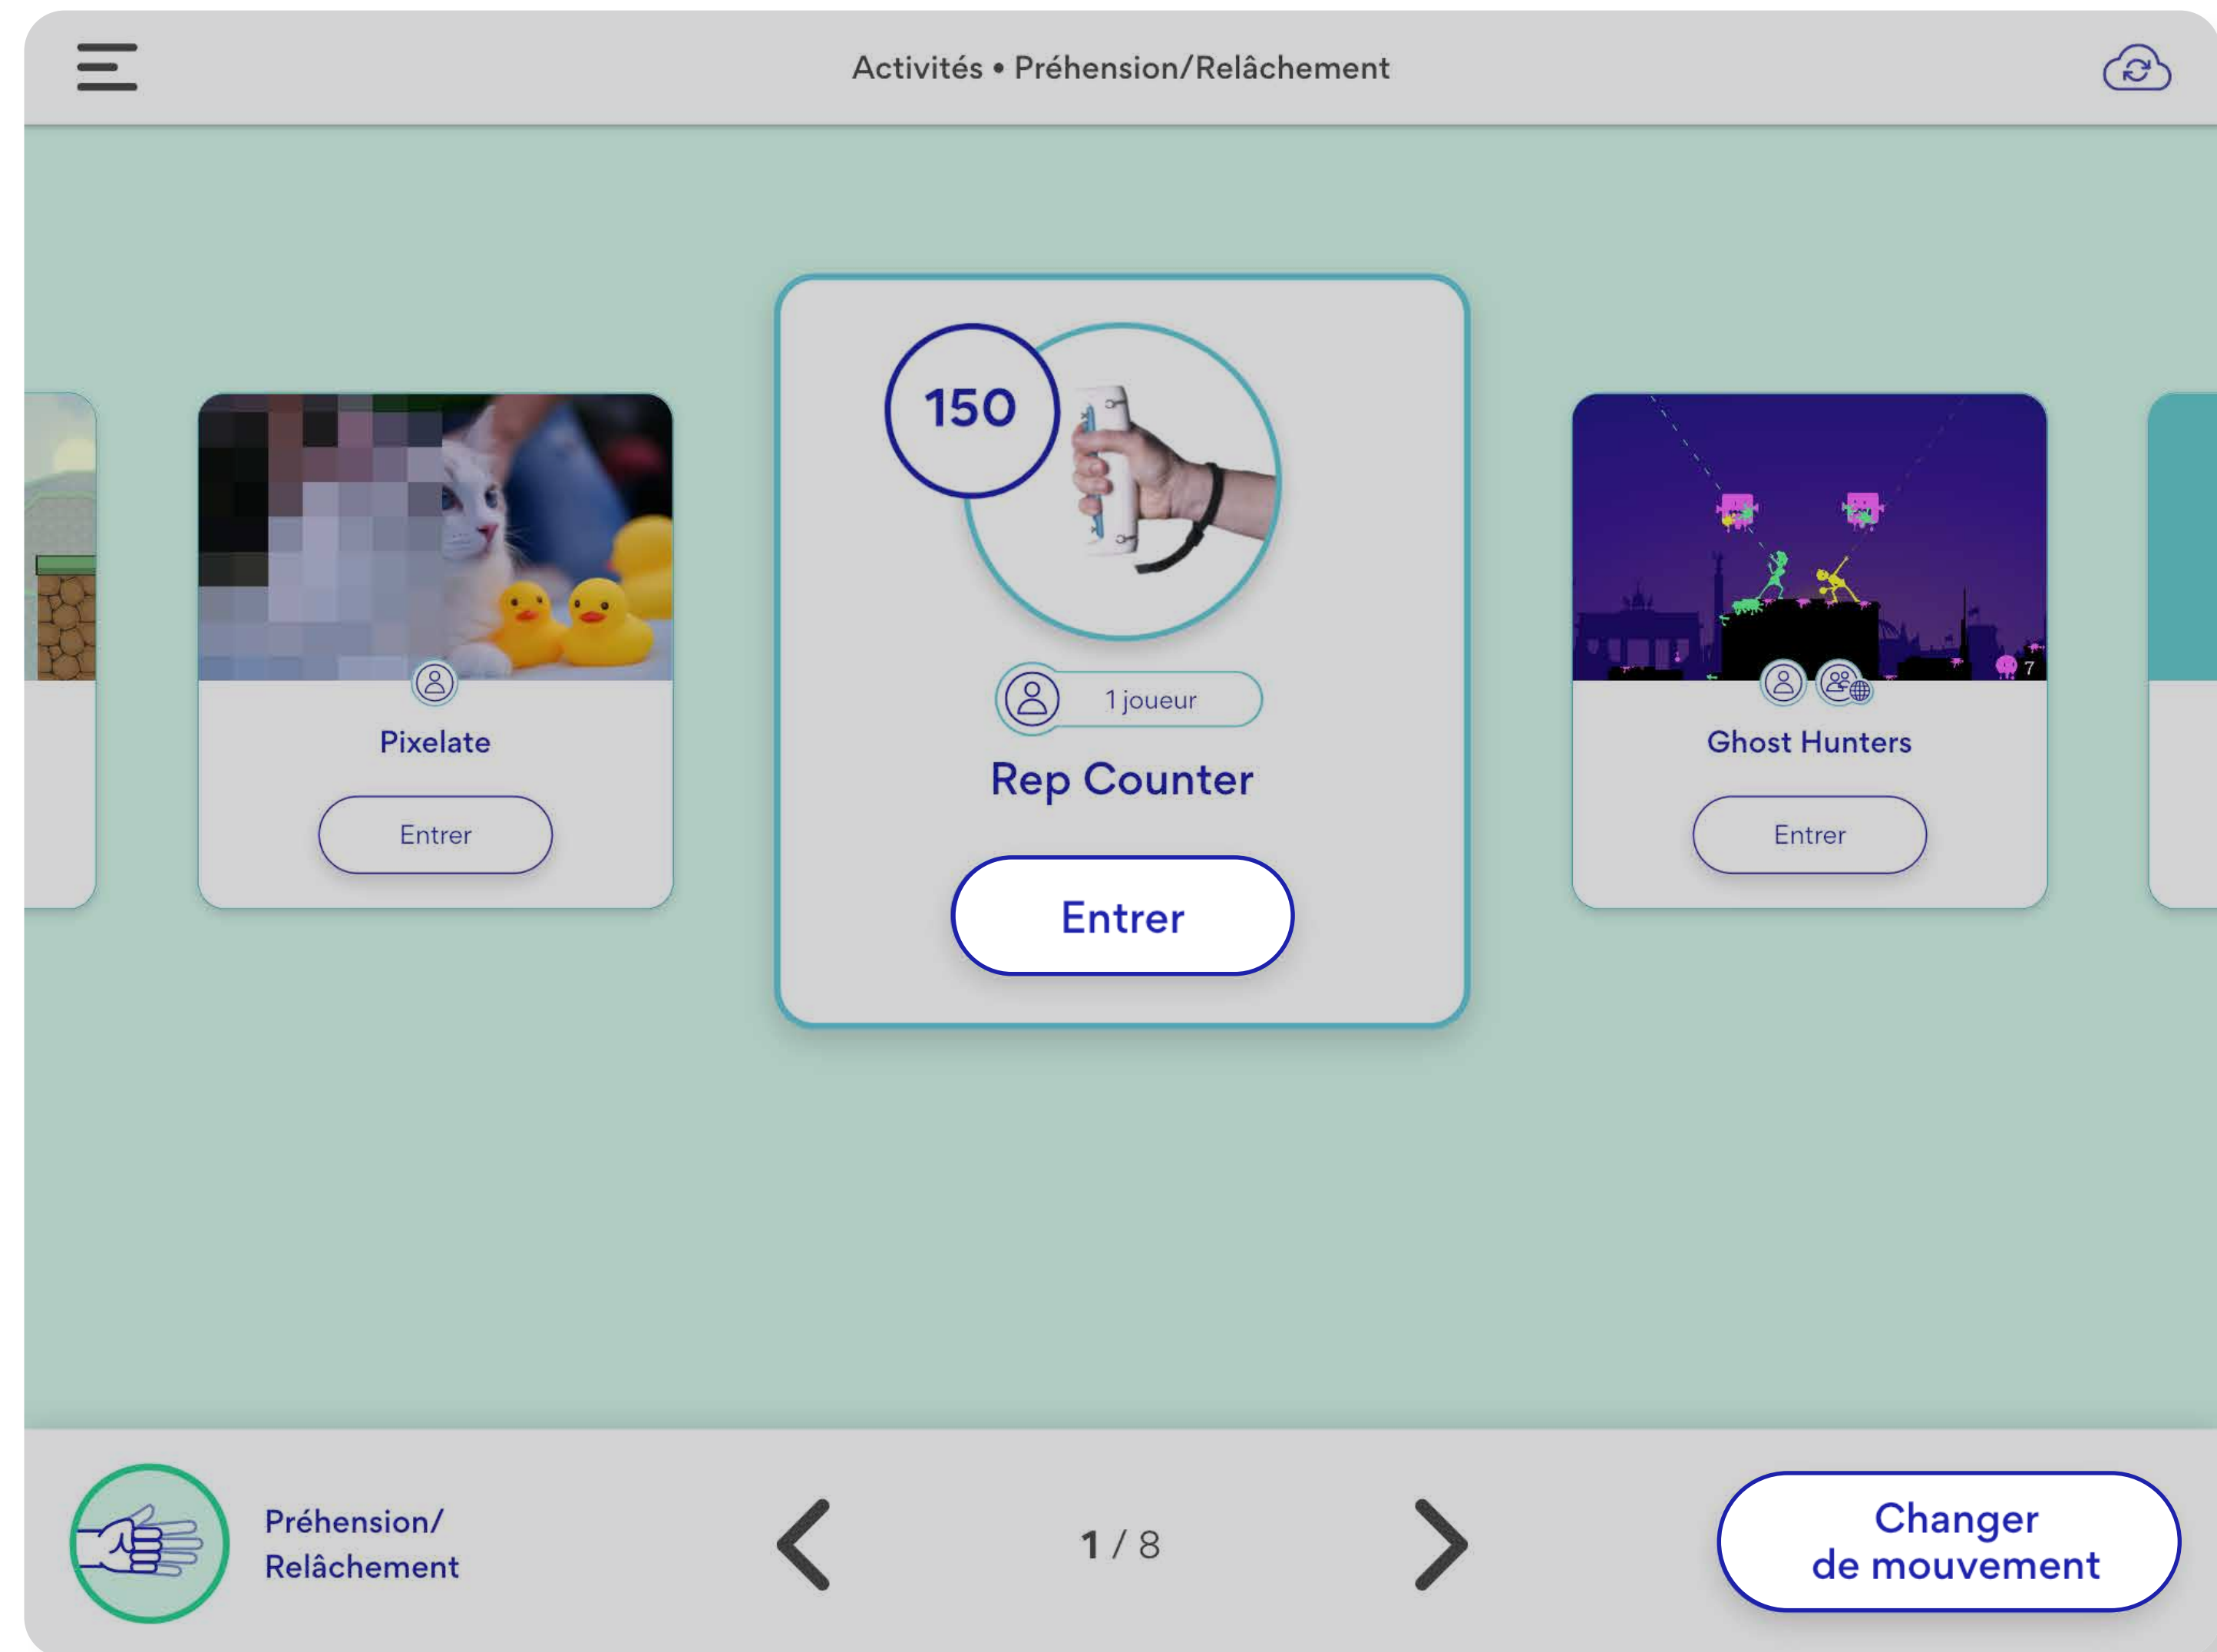 Activités • Préhension/Relâchement
150
1 joueur
Rep Counter
Entrer
Pixelate
Entrer
7
Ghost Hunters
Entrer
Préhension/
Relâchement
1 / 8
Changer
de mouvement